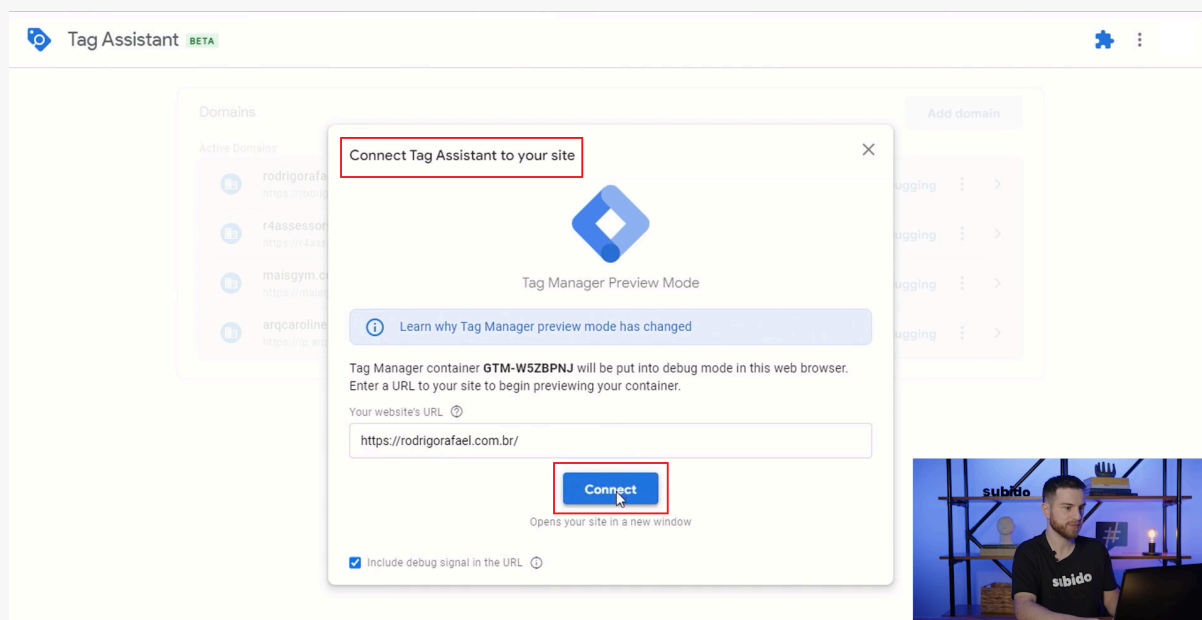 Tag Assistant BETA
Domains
Add domain
Active Domains
Connect Tag Assistant to your site
rodrigorafa
ugging
r4assessor
ugging
maisgym.c
ugging
arqcaroline
ugging
Tag Manager Preview Mode
Learn why Tag Manager preview mode has changed
Tag Manager container GTM-W5ZBPNJ will be put into debug mode in this web browser.
Enter a URL to your site to begin previewing your container.
Your website's URL
https://rodrigorafael.com.br/
Connect
Opens your site in a new window
Include debug signal in the URL
subido
#
subido